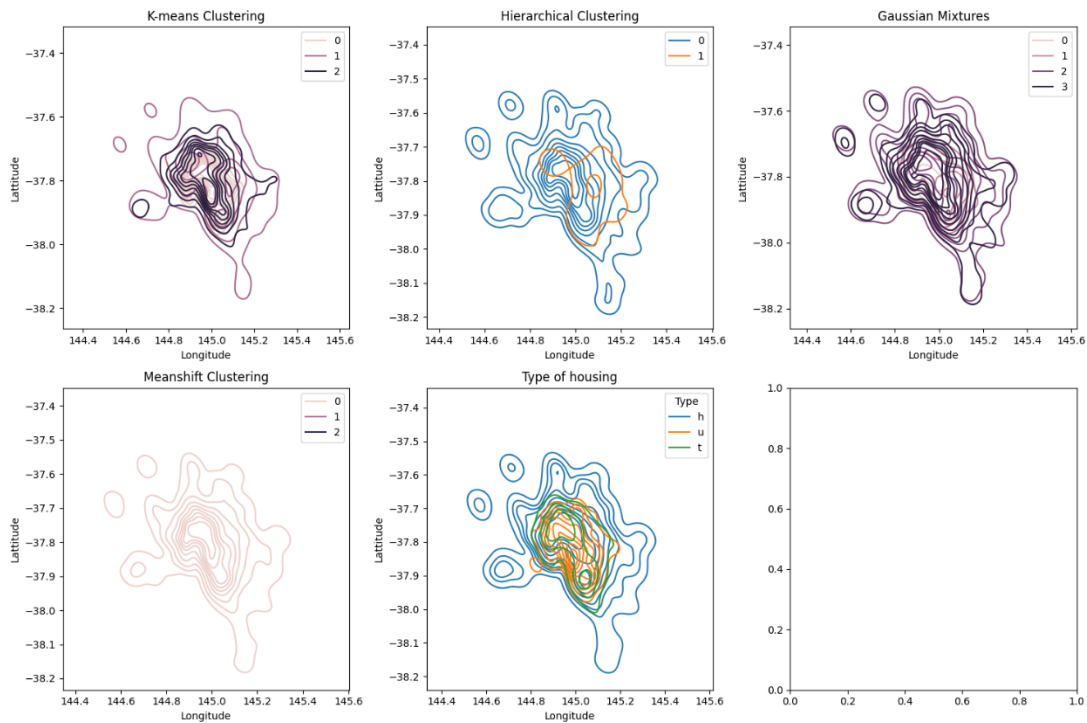 K-means Clustering
0
1
2
−37.4
−37.6
−37.8
−38.0
−38.2
Lattitude
144.4 144.6 144.8 145.0 145.2 145.4 145.6
Longitude
Hierarchical Clustering
0
1
−37.4
−37.5
−37.6
−37.7
−37.8
−37.9
−38.0
−38.1
−38.2
Lattitude
144.4 144.6 144.8 145.0 145.2 145.4 145.6
Longitude
Gaussian Mixtures
0
1
2
3
−37.4
−37.6
−37.8
−38.0
−38.2
Lattitude
144.4 144.6 144.8 145.0 145.2 145.4 145.6
Longitude
Meanshift Clustering
0
1
2
−37.4
−37.5
−37.6
−37.7
−37.8
−37.9
−38.0
−38.1
−38.2
Lattitude
144.4 144.6 144.8 145.0 145.2 145.4 145.6
Longitude
Type of housing
Type
h
u
t
−37.4
−37.5
−37.6
−37.7
−37.8
−37.9
−38.0
−38.1
−38.2
Lattitude
144.4 144.6 144.8 145.0 145.2 145.4 145.6
Longitude
1.0
0.8
0.6
0.4
0.2
0.0
0.0 0.2 0.4 0.6 0.8 1.0